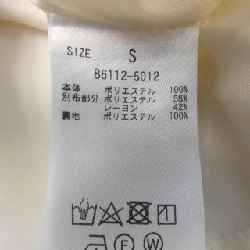 SIZE S
B6112-5012
本体 ポリエステル 100%
別布部分 ポリエステル 58%
レーヨン 42%
裏地 ポリエステル 100%